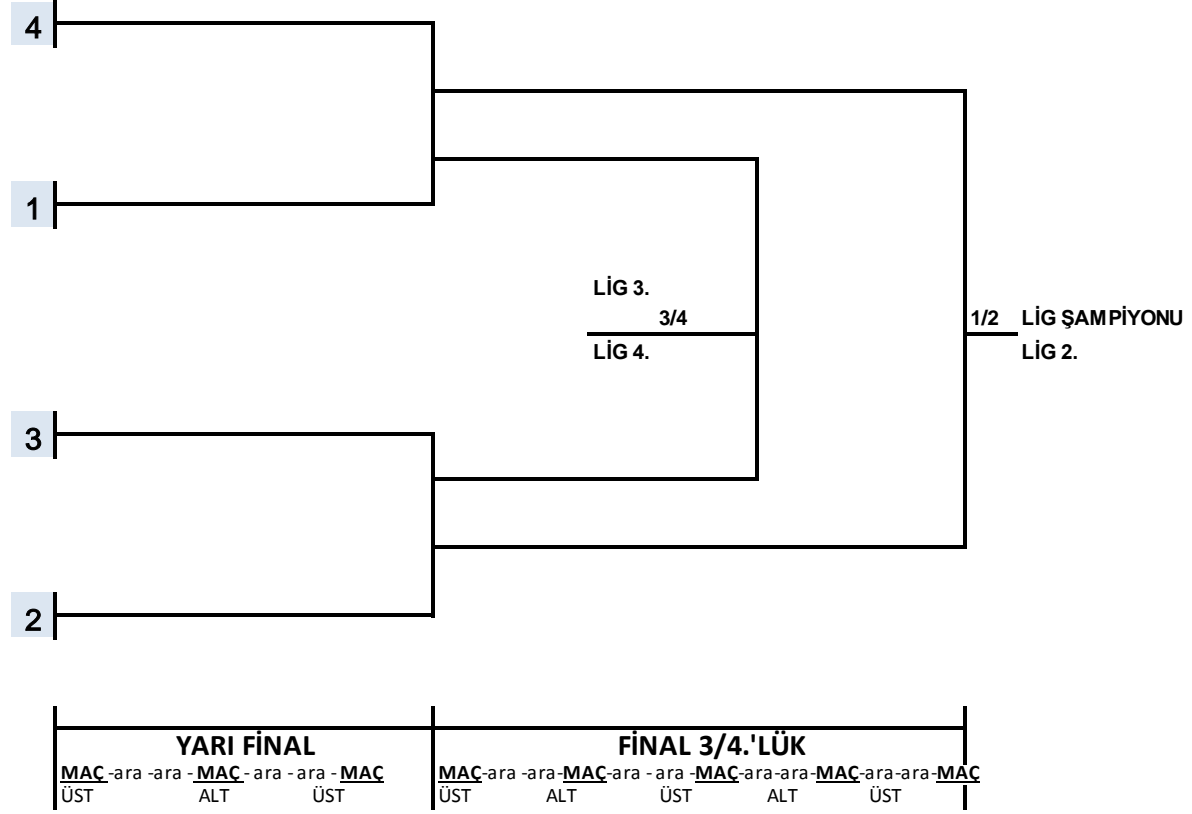 4
1
LİG 3.
3/4
1/2 LİG ŞAMPİYONU
LİG 4.
LİG 2.
3
2
YARI FİNAL
FİNAL 3/4.'LÜK
MAÇ -ara -ara - MAÇ - ara - ara - MAÇ
MAÇ-ara -ara-MAÇ-ara - ara -MAÇ-ara-ara-MAÇ-ara-ara-MAÇ
ÜST ALT ÜST
ÜST ALT ÜST ALT ÜST